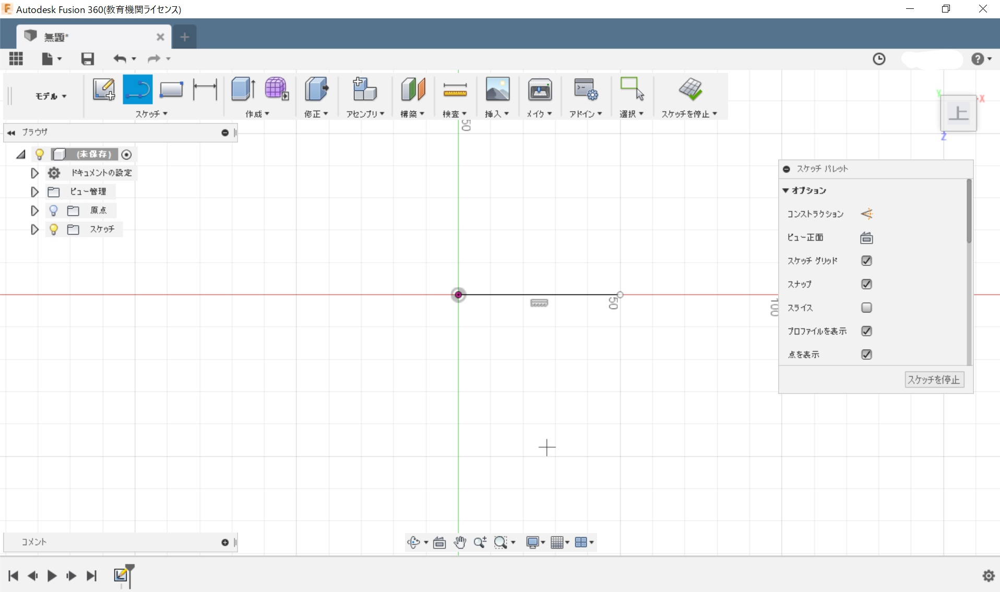 Autodesk Fusion 360(教育機関ライセンス)
無題*
モデル
スケッチ
作成
修正
アセンブリ
構築
検査
挿入
メイク
アドイン
選択
スケッチを停止
上
X
Y
Z
ブラウザ
(未保存)
ドキュメントの設定
ビュー管理
原点
スケッチ
50
50
100
スケッチ パレット
オプション
コンストラクション
ビュー正面
スケッチ グリッド
スナップ
スライス
プロファイルを表示
点を表示
スケッチを停止
コメント